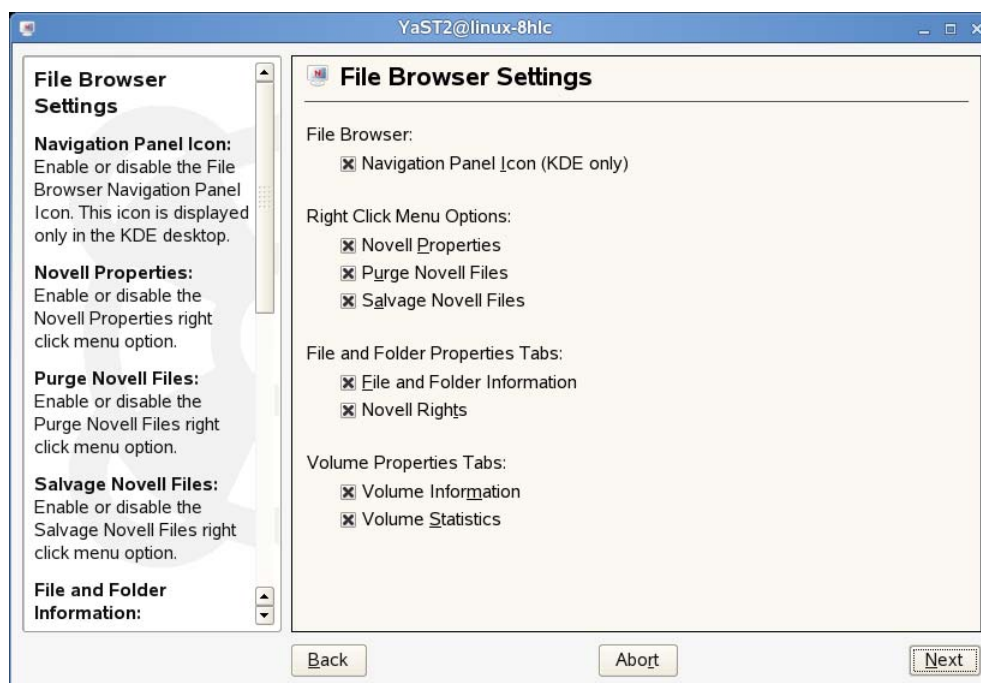 YaST2@linux-8hlc
File Browser
Settings
Navigation Panel Icon:
Enable or disable the File
Browser Navigation Panel
Icon. This icon is displayed
only in the KDE desktop.
Novell Properties:
Enable or disable the
Novell Properties right
click menu option.
Purge Novell Files:
Enable or disable the
Purge Novell Files right
click menu option.
Salvage Novell Files:
Enable or disable the
Salvage Novell Files right
click menu option.
File and Folder
Information:
File Browser Settings
File Browser:
Navigation Panel Icon (KDE only)
Right Click Menu Options:
Novell Properties
Purge Novell Files
Salvage Novell Files
File and Folder Properties Tabs:
File and Folder Information
Novell Rights
Volume Properties Tabs:
Volume Information
Volume Statistics
Back
Abort
Next